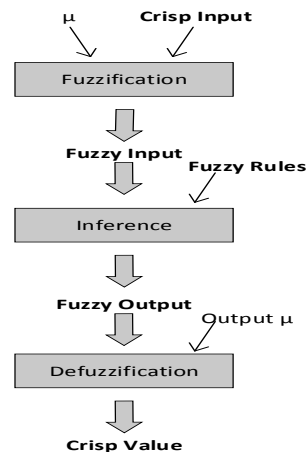 μ Crisp Input
Fuzzification
Fuzzy Input
Fuzzy Rules
Inference
Fuzzy Output
Output μ
Defuzzification
Crisp Value